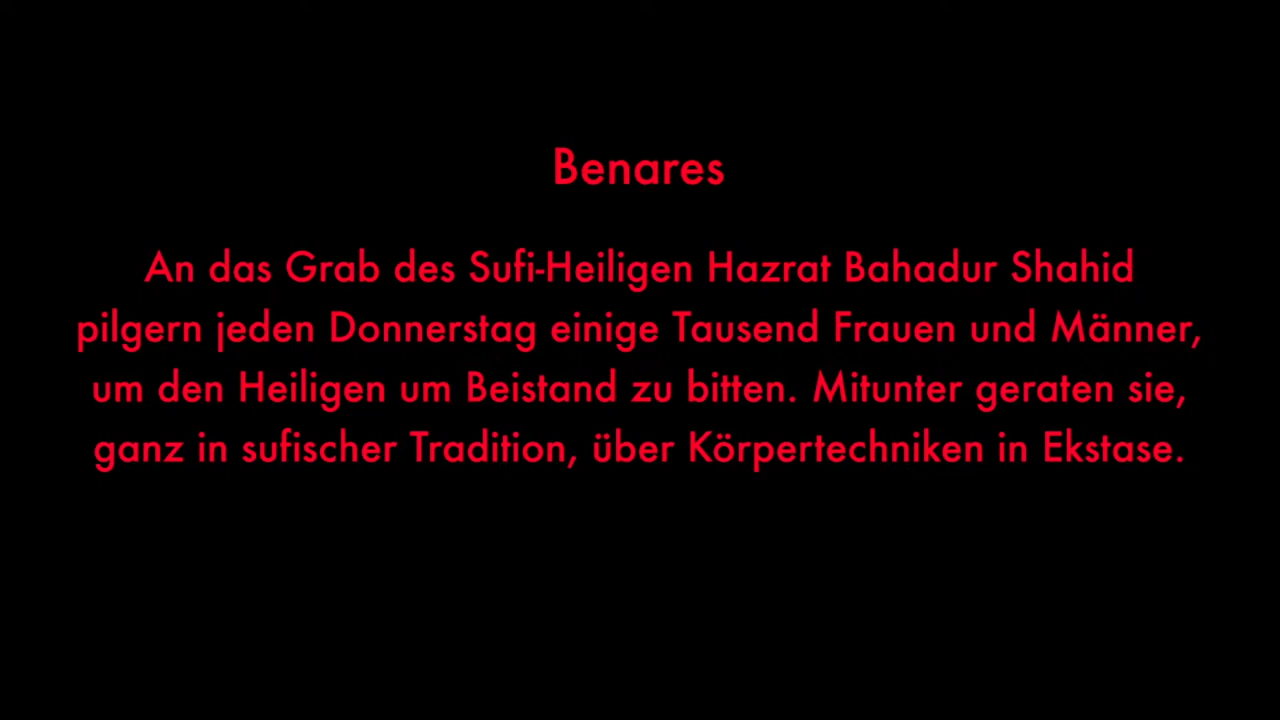 Benares
An das Grab des Sufi-Heiligen Hazrat Bahadur Shahid
pilgern jeden Donnerstag einige Tausend Frauen und Männer,
um den Heiligen um Beistand zu bitten. Mitunter geraten sie,
ganz in sufischer Tradition, über Körpertechniken in Ekstase.